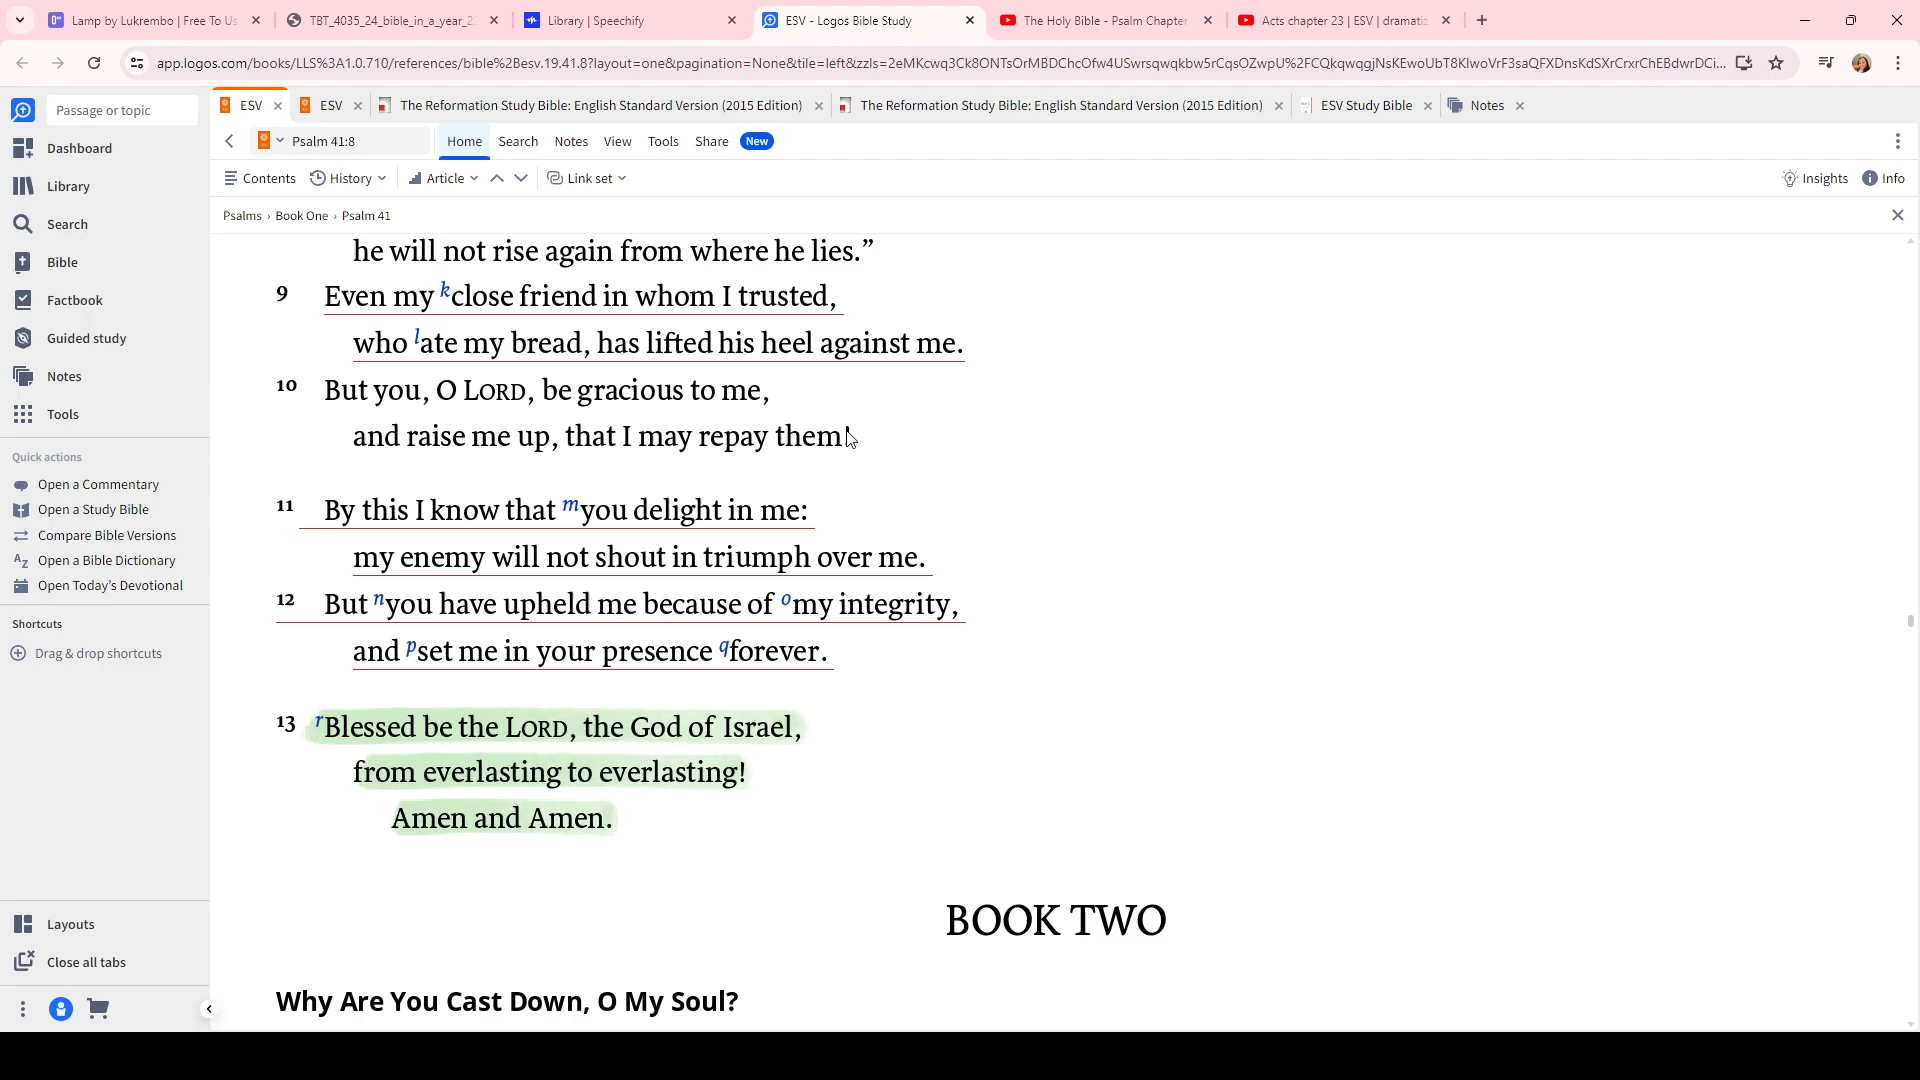 Lamp by Lukrembo | Free To Us
TBT_4035_24_bible_in_a_year_2
Library | Speechify
ESV - Logos Bible Study
The Holy Bible - Psalm Chapter
Acts chapter 23 | ESV | dramatiz
app.logos.com/books/LLS%3A1.0.710/references/bible%2Besv.19.41.8?layout=one&pagination=None&tile=left&zzls=2eMKcwq3Ck8ONTsOrMBDChcOfw4USwrsqwqkbw5rCqsOZwpU%2FCQkqwqgjNsKEwoUbT8KlwoVrF3saQFXDnsKdSXrCrxrChEBdwrDCi...
Passage or topic
ESV
ESV
The Reformation Study Bible: English Standard Version (2015 Edition)
The Reformation Study Bible: English Standard Version (2015 Edition)
ESV Study Bible
Notes
Psalm 41:8
Home
Search
Notes
View
Tools
Share
New
Contents
History
Article
Link set
Insights
Info
Psalms › Book One › Psalm 41
Dashboard
Library
Search
Bible
Factbook
Guided study
Notes
Tools
Quick actions
Open a Commentary
Open a Study Bible
Compare Bible Versions
Open a Bible Dictionary
Open Today’s Devotional
Shortcuts
Drag & drop shortcuts
Layouts
Close all tabs
he will not rise again from where he lies.”
9 Even my k close friend in whom I trusted,
who l ate my bread, has lifted his heel against me.
10 But you, O LORD, be gracious to me,
and raise me up, that I may repay them!
11 By this I know that m you delight in me:
my enemy will not shout in triumph over me.
12 But n you have upheld me because of o my integrity,
and p set me in your presence q forever.
13 r Blessed be the LORD, the God of Israel,
from everlasting to everlasting!
Amen and Amen.
BOOK TWO
Why Are You Cast Down, O My Soul?